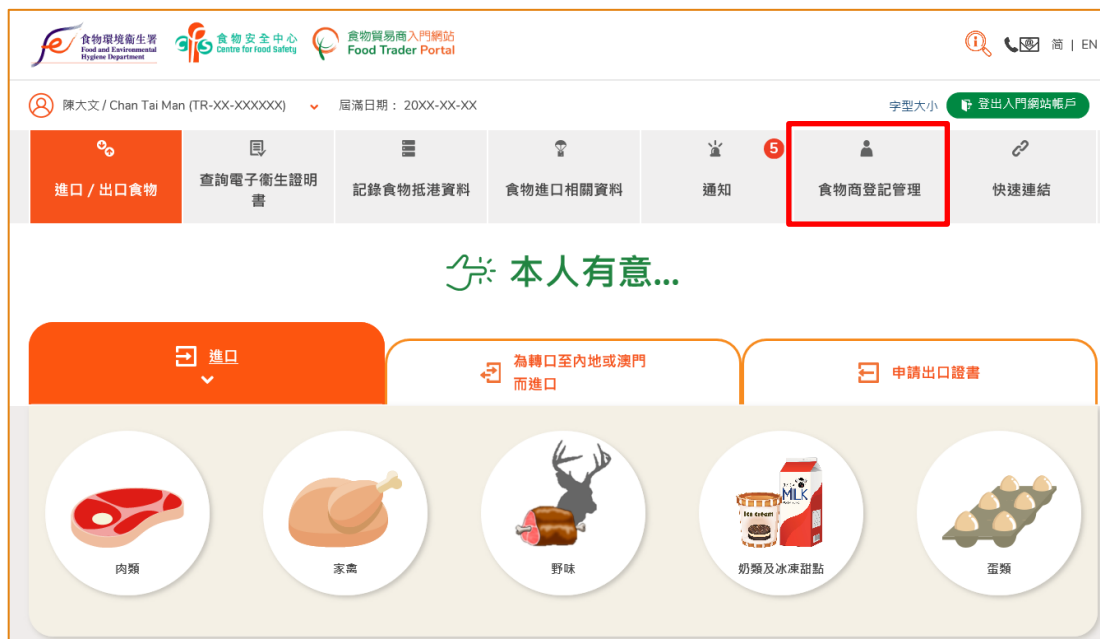 食物環境衞生署
Food and Environmental
Hygiene Department
食物安全中心
Centre for Food Safety
食物貿易商入門網站
Food Trader Portal
简 | EN
陳大文 / Chan Tai Man (TR-XX-XXXXXX)
屆滿日期： 20XX-XX-XX
字型大小
登出入門網站帳戶
進口 / 出口食物
查詢電子衞生證明
書
記錄食物抵港資料
食物進口相關資料
通知
5
食物商登記管理
快速連結
本人有意...
進口
為轉口至內地或澳門
而進口
申請出口證書
MILK
Ice Cream
肉類
家禽
野味
奶類及冰凍甜點
蛋類